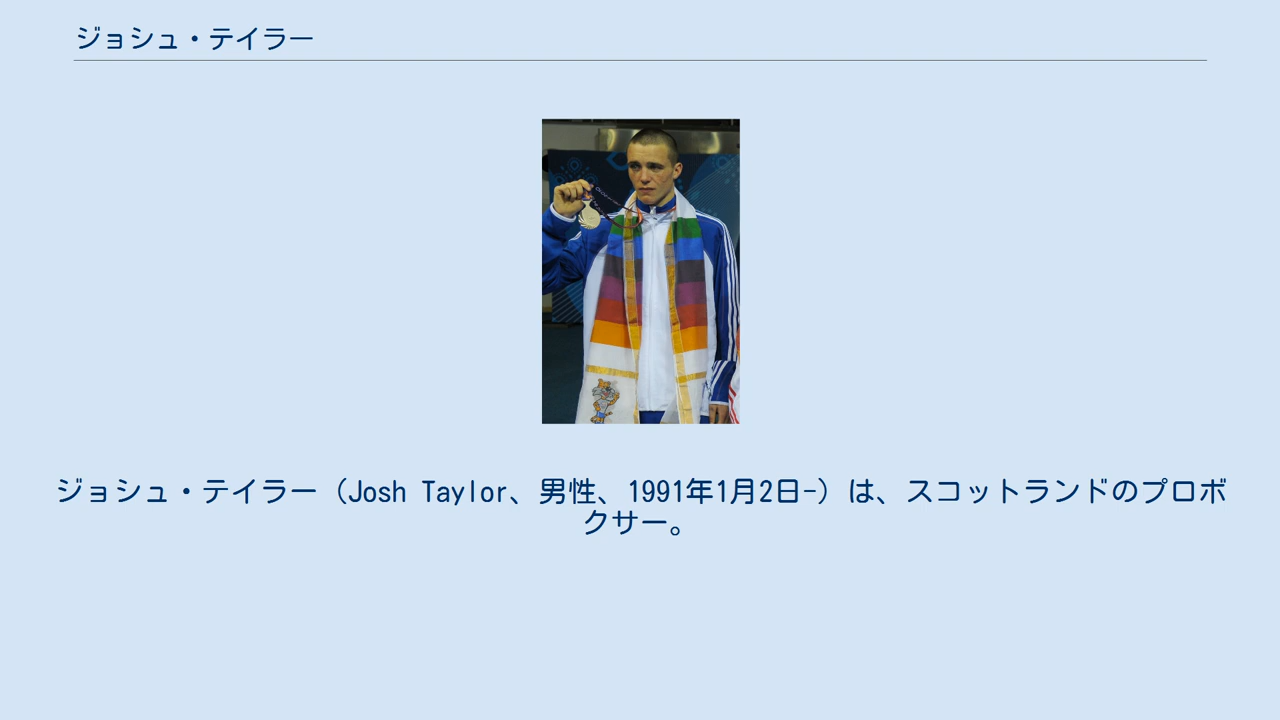 ジョシュ・テイラー
ジョシュ・テイラー（Josh Taylor、男性、1991年1月2日-）は、スコットランドのプロボ
クサー。